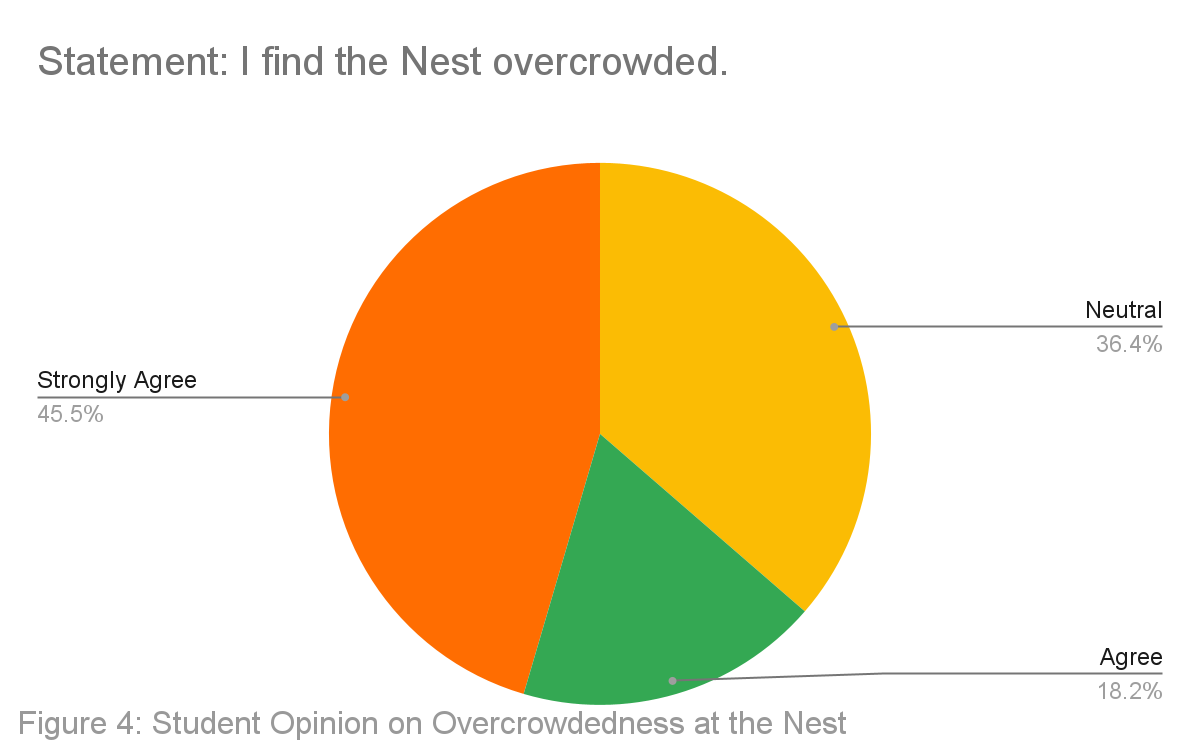 Statement: I find the Nest overcrowded.
Neutral
36.4%
Strongly Agree
45.5%
Agree
18.2%
Figure 4: Student Opinion on Overcrowdedness at the Nest